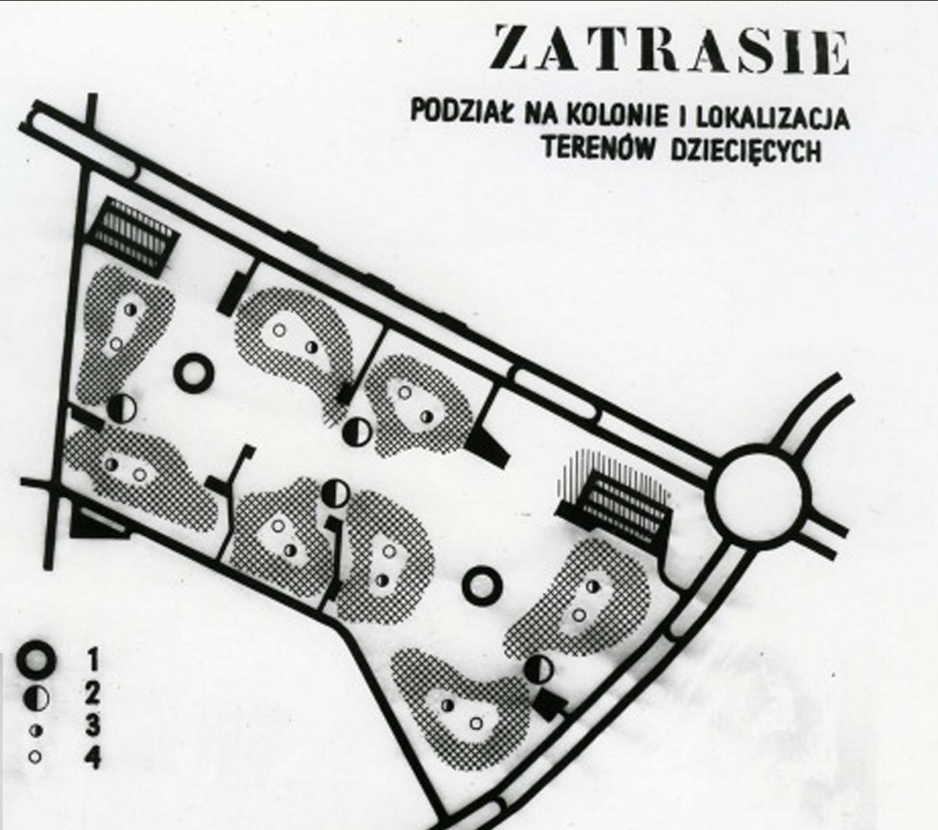 ZATRASIE
PODZIAŁ NA KOLONIE I LOKALIZACJA
TERENÓW DZIECIĘCYCH
1
2
3
4